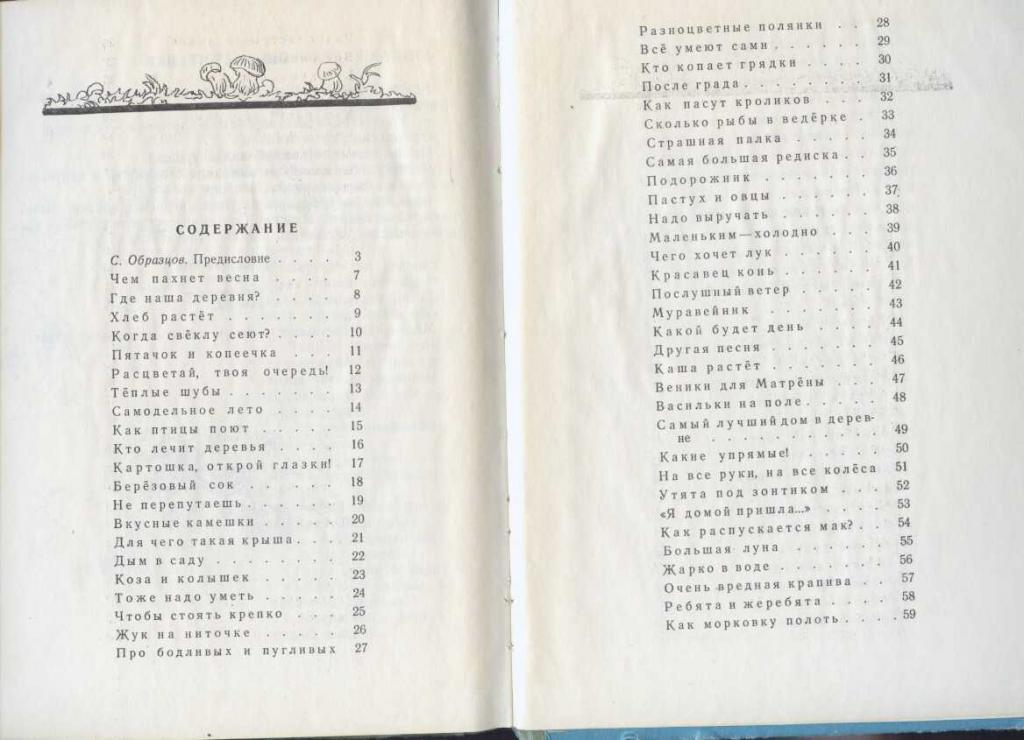 СОДЕРЖАНИЕ
С. Образцов. Предисловие . . . . 3
Чем пахнет весна . . . . 7
Где наша деревня? . . . . 8
Хлеб растёт . . . . . . 9
Когда свёклу сеют? . . . . 10
Пятачок и копеечка . . . 11
Расцветай, твоя очередь! 12
Тёплые шубы . . . . . . 13
Самодельное лето . . . . 14
Как птицы поют . . . . . 15
Кто лечит деревья . . . . 16
Картошка, открой глазки! 17
Берёзовый сок . . . . . 18
Не перепутаешь . . . . . 19
Вкусные камешки . . . . . 20
Для чего такая крыша . . . 21
Дым в саду . . . . . . . 22
Коза и колышек . . . . . 23
Тоже надо уметь . . . . . 24
Чтобы стоять крепко . . . 25
Жук на ниточке . . . . . 26
Про бодливых и пугливых 27
Разноцветные полянки . . 28
Всё умеют сами . . . . . . 29
Кто копает грядки . . . . 30
После града . . . . . . . 31
Как пасут кроликов . . . 32
Сколько рыбы в ведёрке . 33
Страшная палка . . . . . 34
Самая большая редиска . . 35
Подорожник . . . . . . . 36
Пастух и овцы . . . . . . 37
Надо выручать . . . . . . 38
Маленьким—холодно . . . . 39
Чего хочет лук . . . . . 40
Красавец конь . . . . . . 41
Послушный ветер . . . . . 42
Муравейник . . . . . . . 43
Какой будет день . . . . 44
Другая песня . . . . . . 45
Каша растёт . . . . . . 46
Веники для Матрёны . . . 47
Васильки на поле . . . . . 48
Самый лучший дом в дерев-
не . . . . . . . . . . 49
Какие упрямые! . . . . . 50
На все руки, на все колёса 51
Утята под зонтиком . . . 52
«Я домой пришла...» . . . . 53
Как распускается мак? . . 54
Большая луна . . . . . . 55
Жарко в воде . . . . . . 56
Очень вредная крапива . . 57
Ребята и жеребята . . . . 58
Как морковку полоть . . . . 59